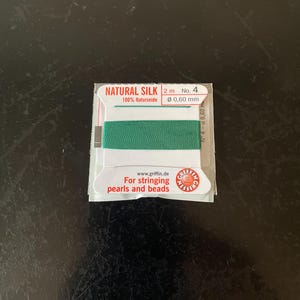 NATURAL SILK
100% Naturseide
2 m No. 4
Ø 0,60 mm
www.griffin.de
For stringing
pearls and beads